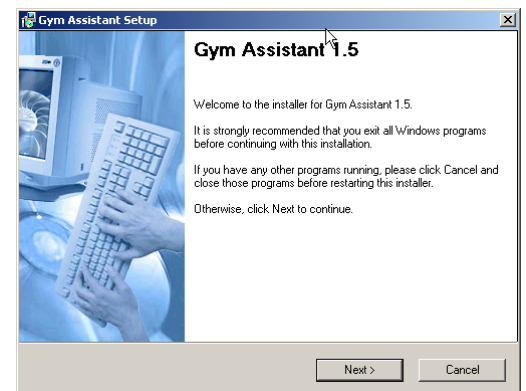 Gym Assistant Setup
Gym Assistant 1.5
Welcome to the installer for Gym Assistant 1.5.
It is strongly recommended that you exit all Windows programs
before continuing with this installation.
If you have any other programs running, please click Cancel and
close those programs before restarting this installer.
Otherwise, click Next to continue.
Next >
Cancel